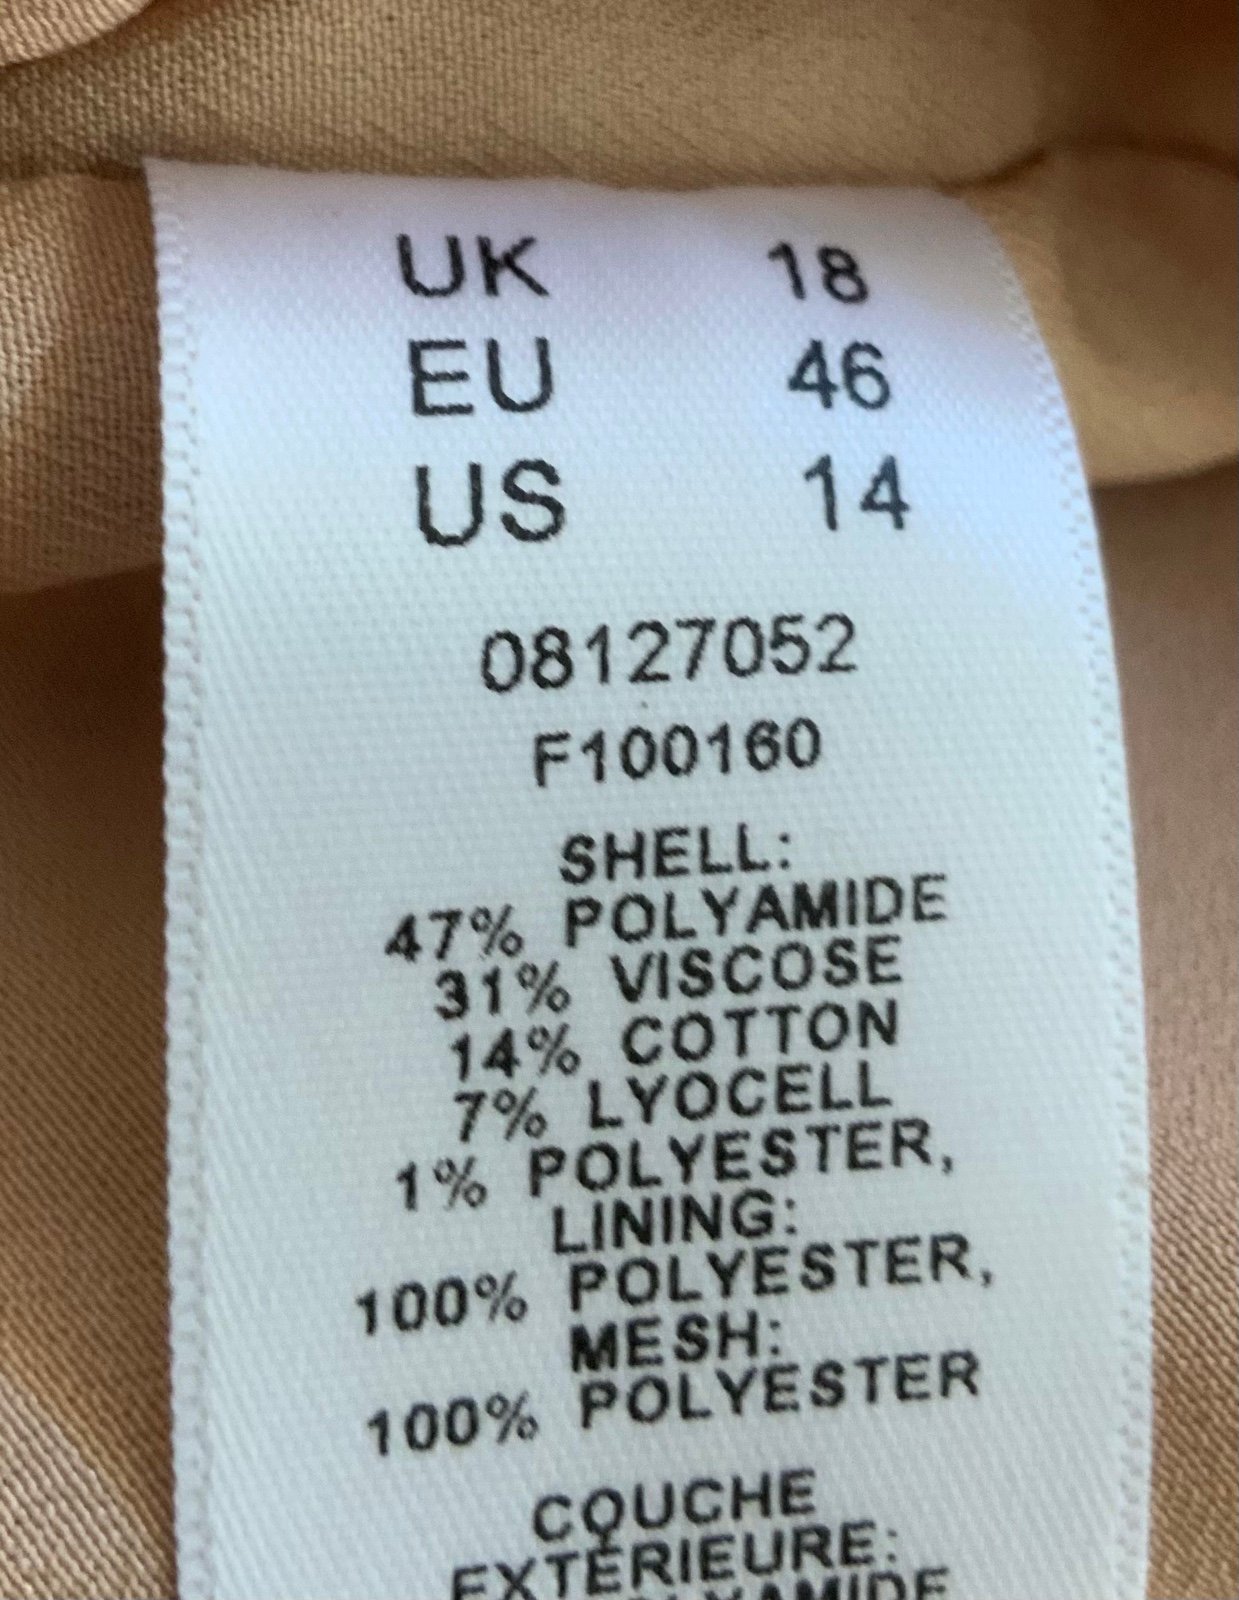 UK 18
EU 46
US 14
08127052
F100160
SHELL:
47% POLYAMIDE
31% VISCOSE
14% COTTON
7% LYOCELL
1% POLYESTER,
LINING:
100% POLYESTER,
MESH:
100% POLYESTER
COUCHE
EXTERIEURE: